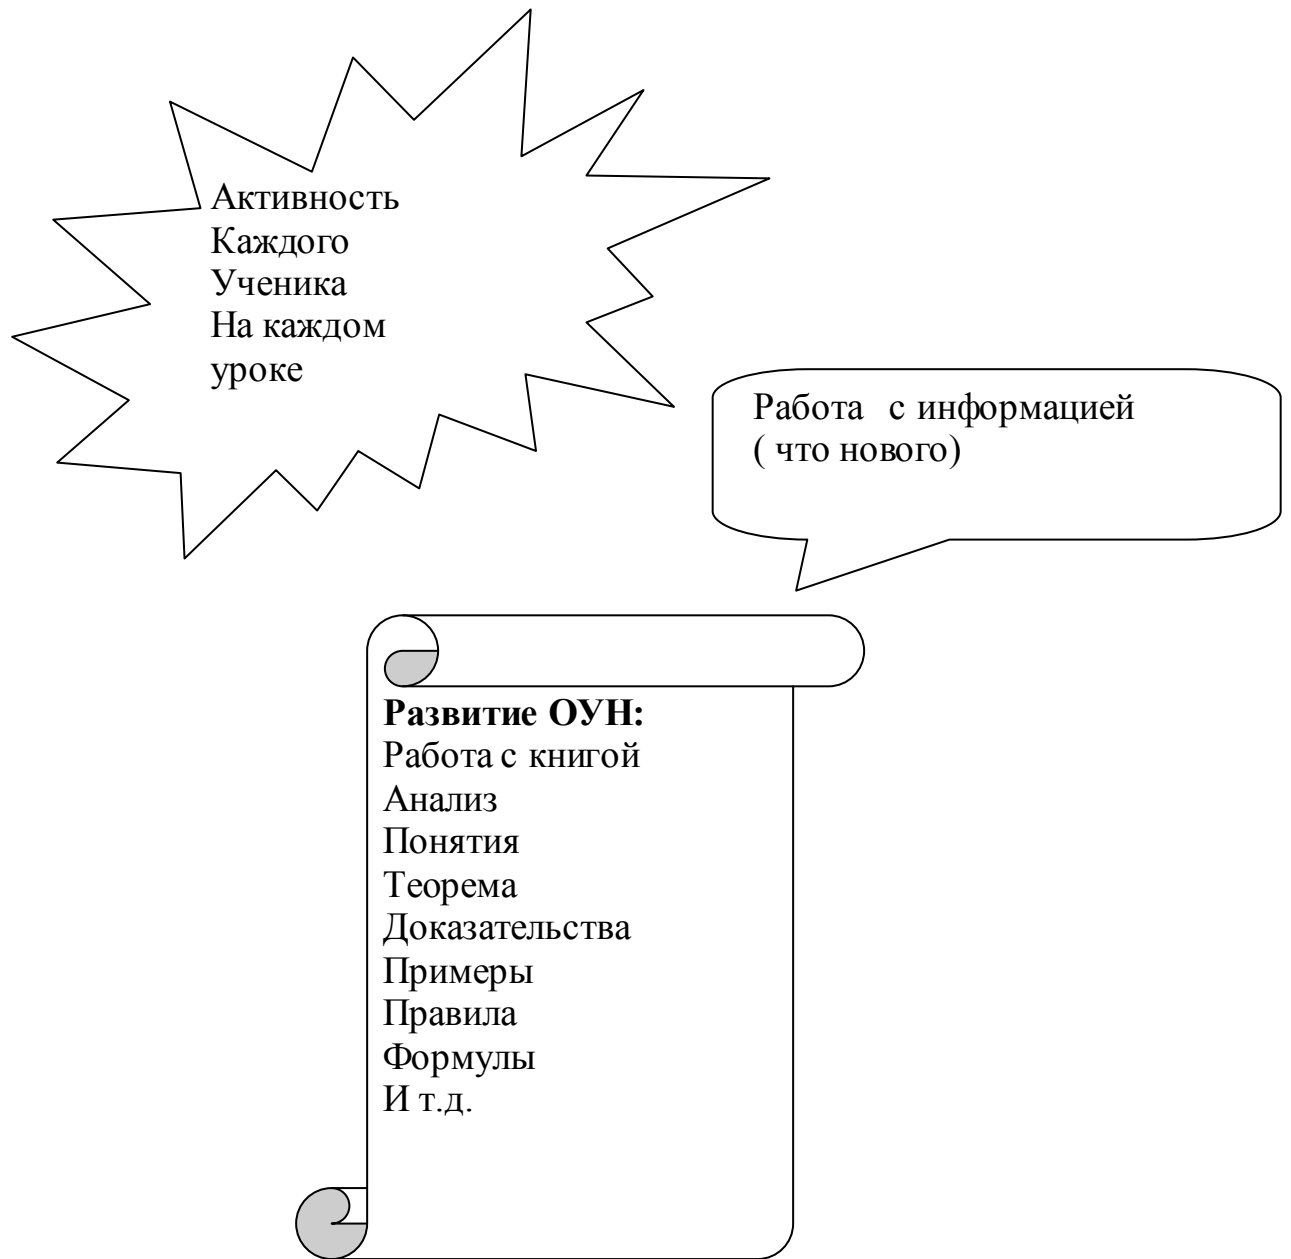 Активность
Каждого
Ученика
На каждом
уроке
Работа с информацией
( что нового)
Развитие ОУН:
Работа с книгой
Анализ
Понятия
Теорема
Доказательства
Примеры
Правила
Формулы
И т.д.